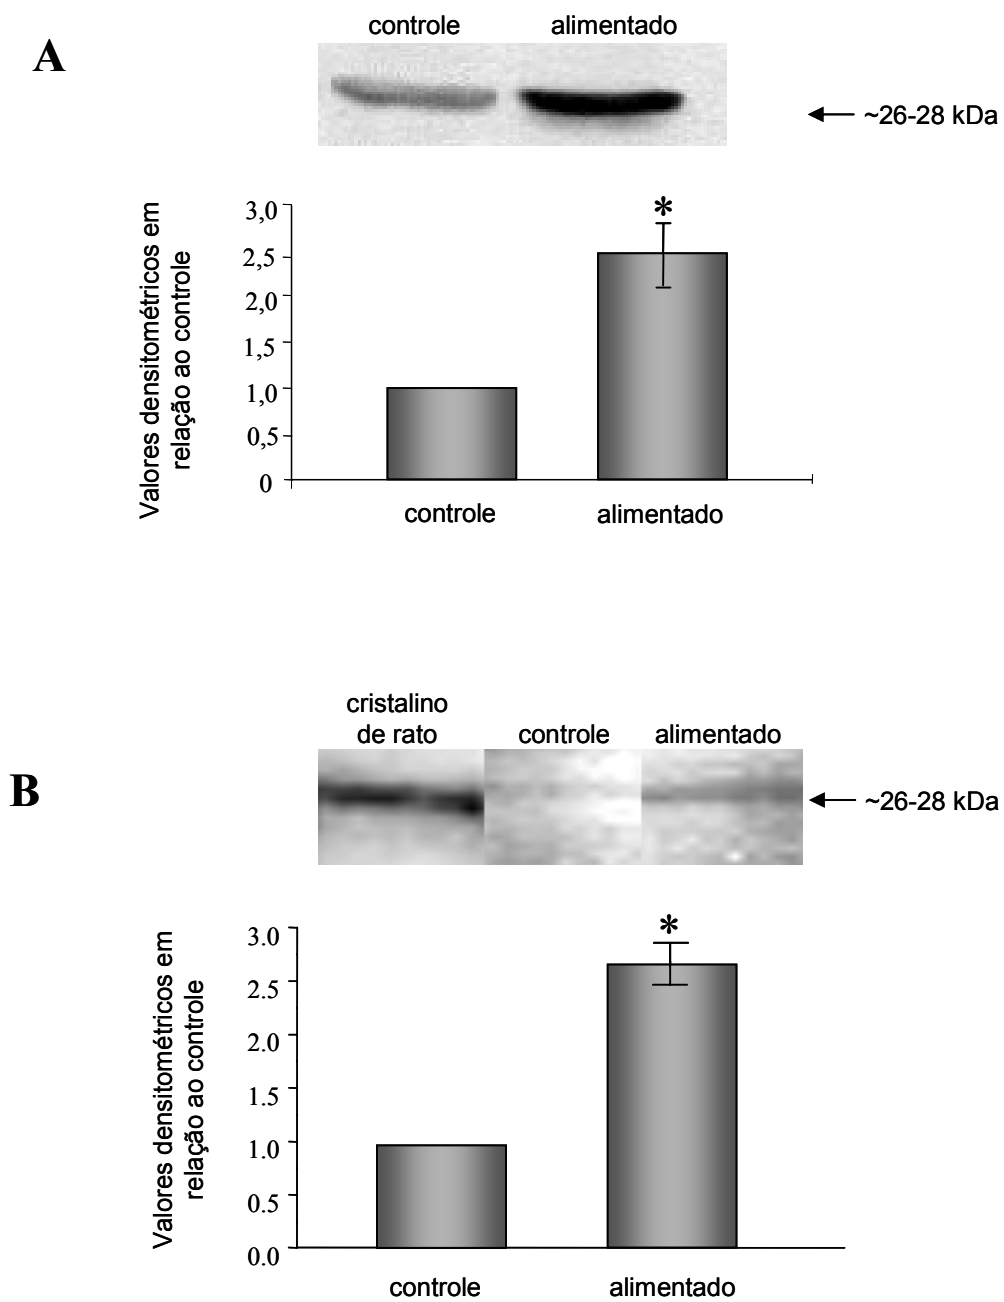 controle alimentado
A
~26-28 kDa
Valores densitométricos em
relação ao controle
3,0
*
2,5
2,0
1,5
1,0
0,5
0
controle alimentado
cristalino
de rato controle alimentado
B
~26-28 kDa
Valores densitométricos em
relação ao controle
3.0
*
2.5
2.0
1.5
1.0
0.5
0.0
controle alimentado